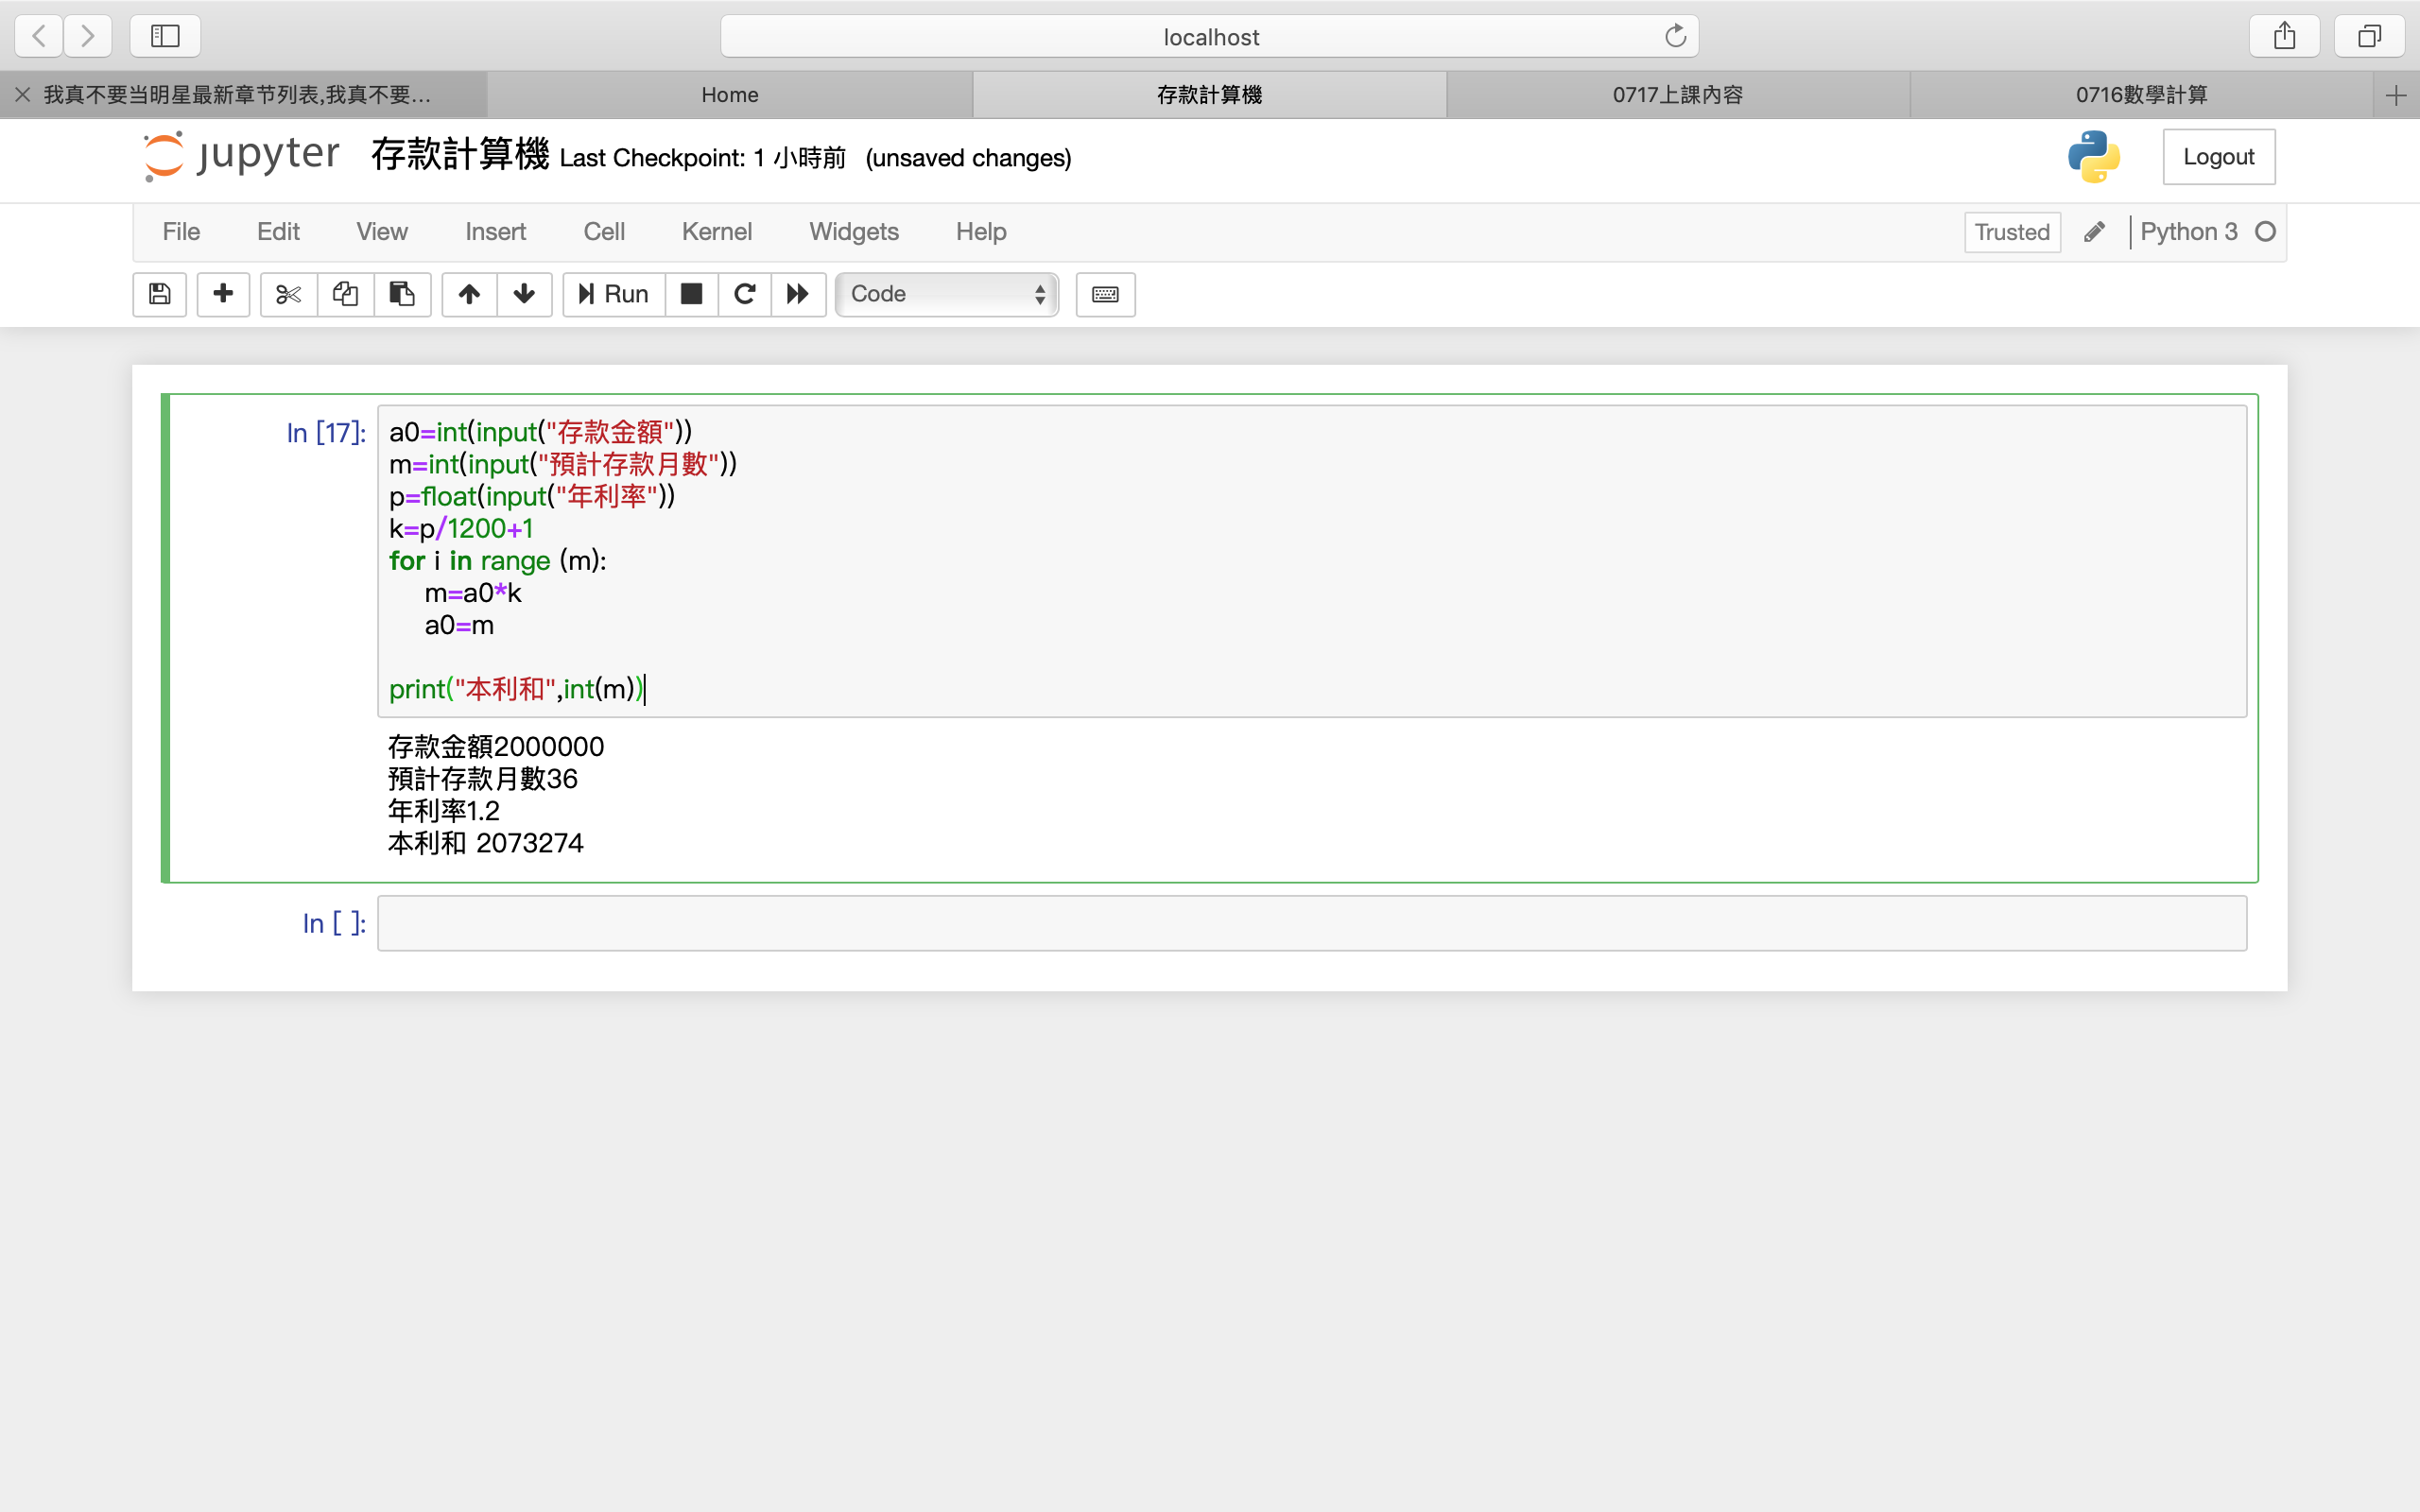 localhost
我真不要当明星最新章节列表,我真不要...
Home
存款計算機
0717上課內容
0716數學計算
jupyter 存款計算機 Last Checkpoint: 1 小時前 (unsaved changes)
Logout
File Edit View Insert Cell Kernel Widgets Help
Trusted
Python 3
Run
Code
In [17]:
a0=int(input("存款金額"))
m=int(input("預計存款月數"))
p=float(input("年利率"))
k=p/1200+1
for i in range (m):
    m=a0*k
    a0=m
print("本利和",int(m))
存款金額2000000
預計存款月數36
年利率1.2
本利和 2073274
In [ ]: